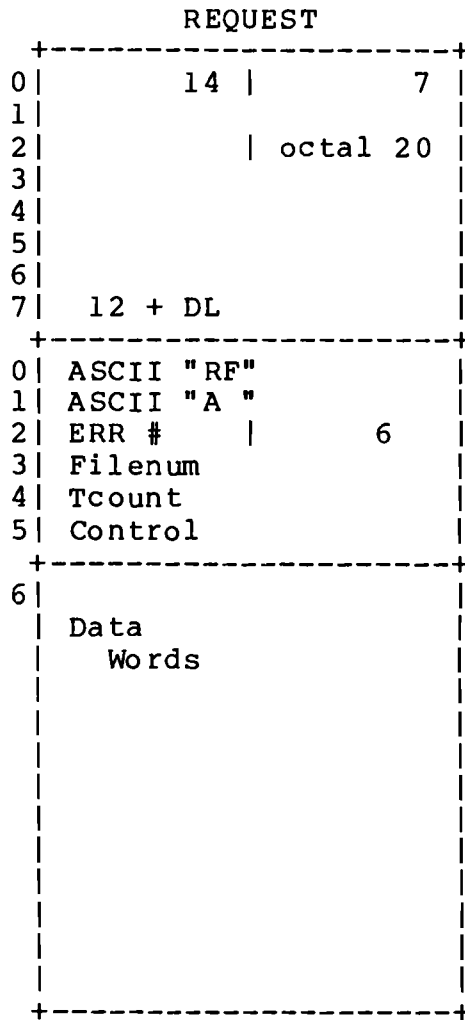 REQUEST
0 14 | 7
1
2 | octal 20
3
4
5
6
7 12 + DL
0 ASCII "RF"
1 ASCII "A "
2 ERR # | 6
3 Filenum
4 Tcount
5 Control
6
Data
Words